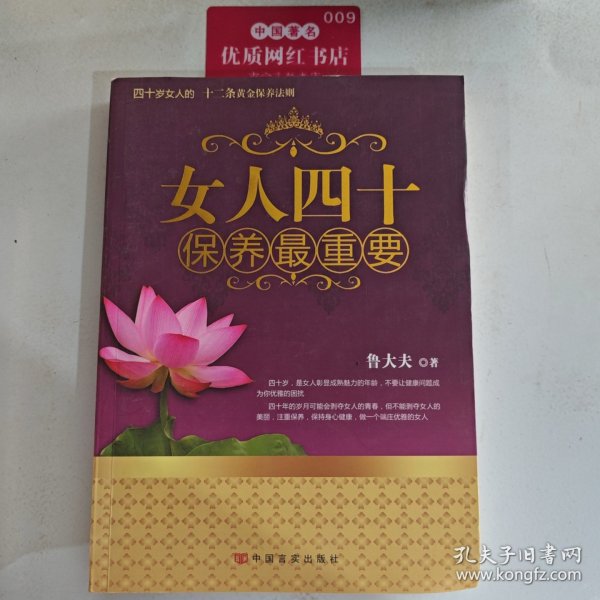 009
中国著名
优质网红书店
四十岁女人的 十二条黄金保养法则
女人四十
保养最重要
鲁大夫◎著
四十岁，是女人彰显成熟魅力的年龄，不要让健康问题成
为你优雅的困扰
四十年的岁月可能会剥夺女人的青春，但不能剥夺女人的
美丽，注重保养，保持身心健康，做一个端庄优雅的女人
中国言实出版社
孔夫子旧书网
www.kongfz.com